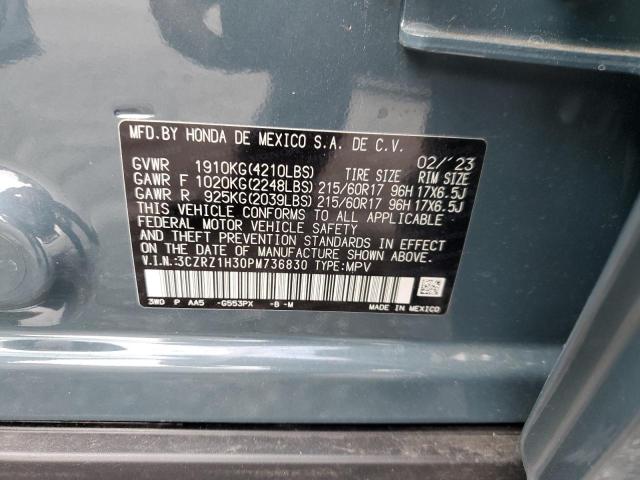 MFD.BY HONDA DE MEXICO S.A. DE C.V.
02/'23
GVWR 1910KG(4210LBS) TIRE SIZE RIM SIZE
GAWR F 1020KG(2248LBS) 215/60R17 96H 17X6.5J
GAWR R 925KG(2039LBS) 215/60R17 96H 17X6.5J
THIS VEHICLE CONFORMS TO ALL APPLICABLE
FEDERAL MOTOR VEHICLE SAFETY
AND THEFT PREVENTION STANDARDS IN EFFECT
ON THE DATE OF MANUFACTURE SHOWN ABOVE.
V.I.N.:3CZRZ1H30PM736830 TYPE:MPV
3W0 P AA5 -G553PX -B -M MADE IN MEXICO